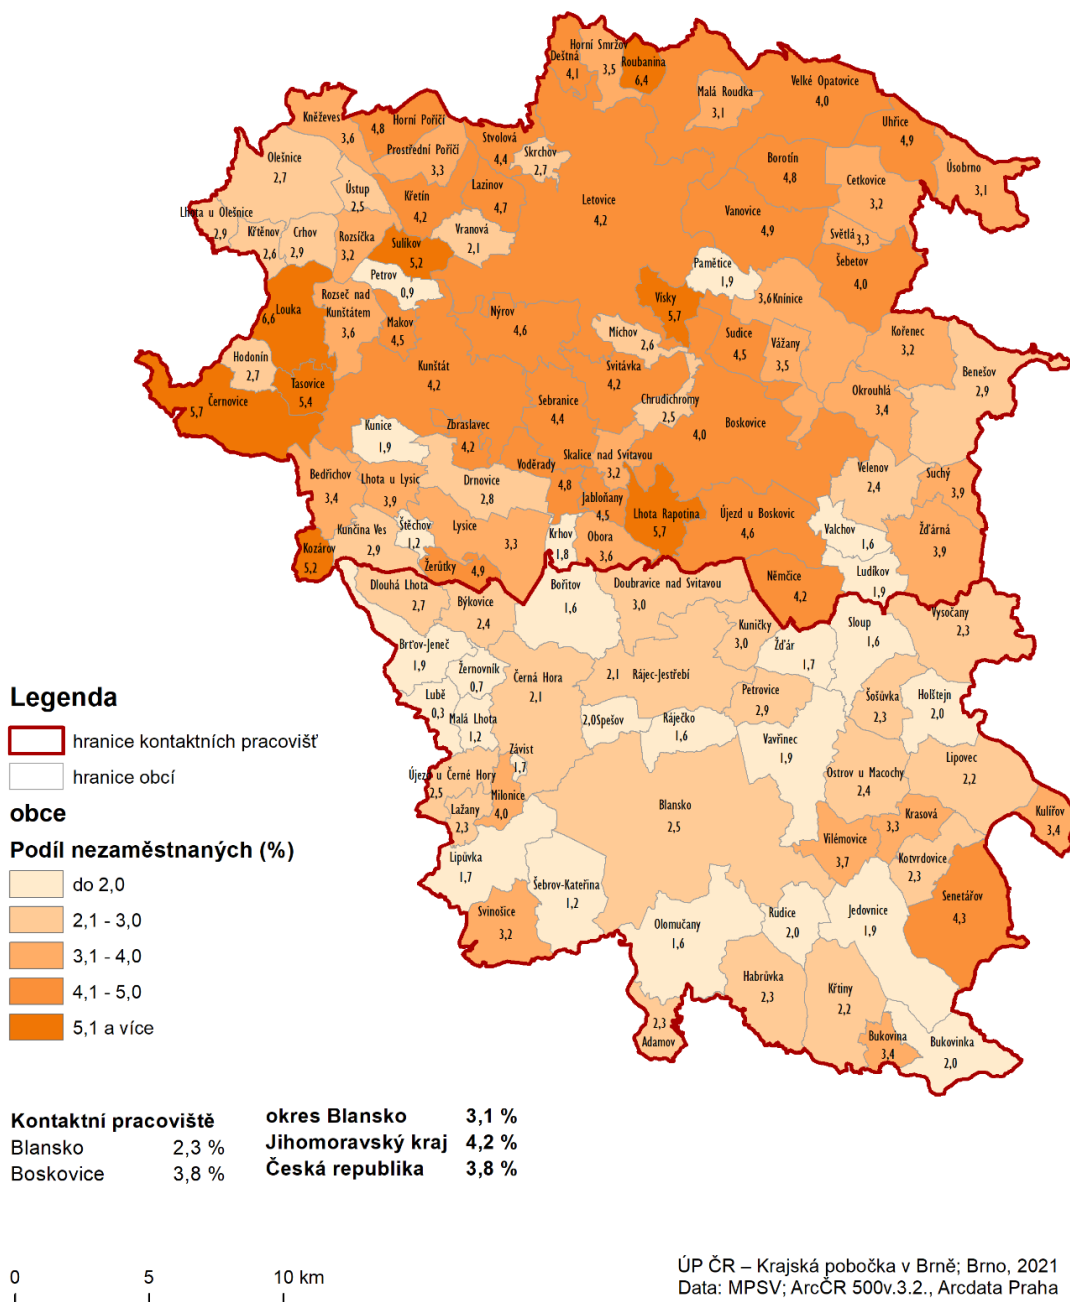 Horní Smržov
3,5
Deštná
4,1
Roubanina
6,4
Malá Roudka
3,1
Velké Opatovice
4,0
Uhřice
4,9
Úsobrno
3,1
Kněževes
3,6
Horní Poříčí
4,8
Prostřední Poříčí
3,3
Stvolová
4,4
Skrchov
2,7
Borotín
4,8
Cetkovice
3,2
Olešnice
2,7
Ústup
2,5
Křetín
4,2
Lazinov
4,7
Letovice
4,2
Vanovice
4,9
Světlá
3,3
Lhota u Olešnice
2,9
Křtěnov
2,6
Crhov
2,9
Rozsíčka
3,2
Sulíkov
5,2
Vranová
2,1
Šebetov
4,0
Petrov
0,9
Pamětice
1,9
Knínice
3,6
Louka
6,6
Rozseč nad
Kunštátem
3,6
Makov
4,5
Nýrov
4,6
Vísky
5,7
Míchov
2,6
Sudice
4,5
Vážany
3,5
Kořenec
3,2
Benešov
2,9
Hodonín
2,7
Tasovice
5,4
Černovice
5,7
Kunštát
4,2
Svitávka
4,2
Chrudichromy
2,5
Okrouhlá
3,4
Sebranice
4,4
Boskovice
4,0
Kunice
1,9
Zbraslavec
4,2
Skalice nad Svitavou
3,2
Voděrady
4,8
Bedřichov
3,4
Lhota u Lysic
3,9
Drnovice
2,8
Jabloňany
4,5
Lhota Rapotina
5,7
Újezd u Boskovic
4,6
Velenov
2,4
Suchý
3,9
Valchov
1,6
Žďárná
3,9
Kunčina Ves
2,9
Štěchov
1,2
Lysice
3,3
Krhov
1,8
Obora
3,6
Kozárov
5,2
Žerůtky
4,9
Ludíkov
1,9
Němčice
4,2
Dlouhá Lhota
2,7
Býkovice
2,4
Bořitov
1,6
Doubravice nad Svitavou
3,0
Kuničky
3,0
Žďár
1,7
Sloup
1,6
Vysočany
2,3
Brťov-Jeneč
1,9
Žernovník
0,7
Černá Hora
2,1
Rájec-Jestřebí
2,1
Petrovice
2,9
Šošůvka
2,3
Holštejn
2,0
Lubě
0,3
Malá Lhota
1,2
Spešov
2,0
Ráječko
1,6
Vavřinec
1,9
Závist
1,7
Újezd u Černé Hory
2,5
Milonice
4,0
Lažany
2,3
Blansko
2,5
Ostrov u Macochy
2,4
Lipovec
2,2
Kulířov
3,4
Krasová
3,3
Vilémovice
3,7
Kotvrdovice
2,3
Lipůvka
1,7
Šebrov-Kateřina
1,2
Svinošice
3,2
Olomučany
1,6
Rudice
2,0
Jedovnice
1,9
Senetářov
4,3
Habrůvka
2,3
Křtiny
2,2
Adamov
2,3
Bukovina
3,4
Bukovinka
2,0
Legenda
hranice kontaktních pracovišť
hranice obcí
obce
Podíl nezaměstnaných (%)
do 2,0
2,1 - 3,0
3,1 - 4,0
4,1 - 5,0
5,1 a více
Kontaktní pracoviště
Blansko 2,3 %
Boskovice 3,8 %
okres Blansko 3,1 %
Jihomoravský kraj 4,2 %
Česká republika 3,8 %
0 5 10 km
ÚP ČR – Krajská pobočka v Brně; Brno, 2021
Data: MPSV; ArcČR 500v.3.2., Arcdata Praha